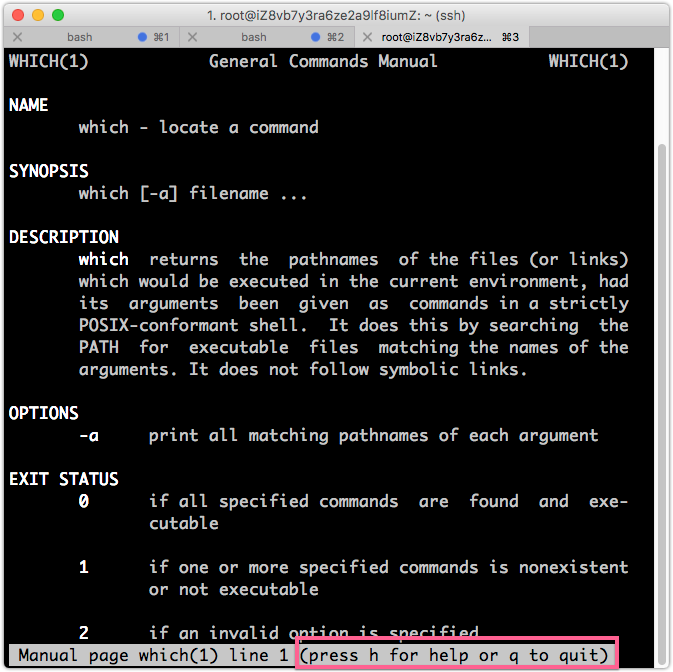 1. root@iZ8vb7y3ra6ze2a9lf8iumZ: ~ (ssh)
bash ⌘1 bash ⌘2 root@iZ8vb7y3ra6z... ⌘3
WHICH(1) General Commands Manual WHICH(1)
NAME
which - locate a command
SYNOPSIS
which [-a] filename ...
DESCRIPTION
which returns the pathnames of the files (or links)
which would be executed in the current environment, had
its arguments been given as commands in a strictly
POSIX-conformant shell. It does this by searching the
PATH for executable files matching the names of the
arguments. It does not follow symbolic links.
OPTIONS
-a print all matching pathnames of each argument
EXIT STATUS
0 if all specified commands are found and exe-
cutable
1 if one or more specified commands is nonexistent
or not executable
2 if an invalid option is specified
Manual page which(1) line 1 (press h for help or q to quit)